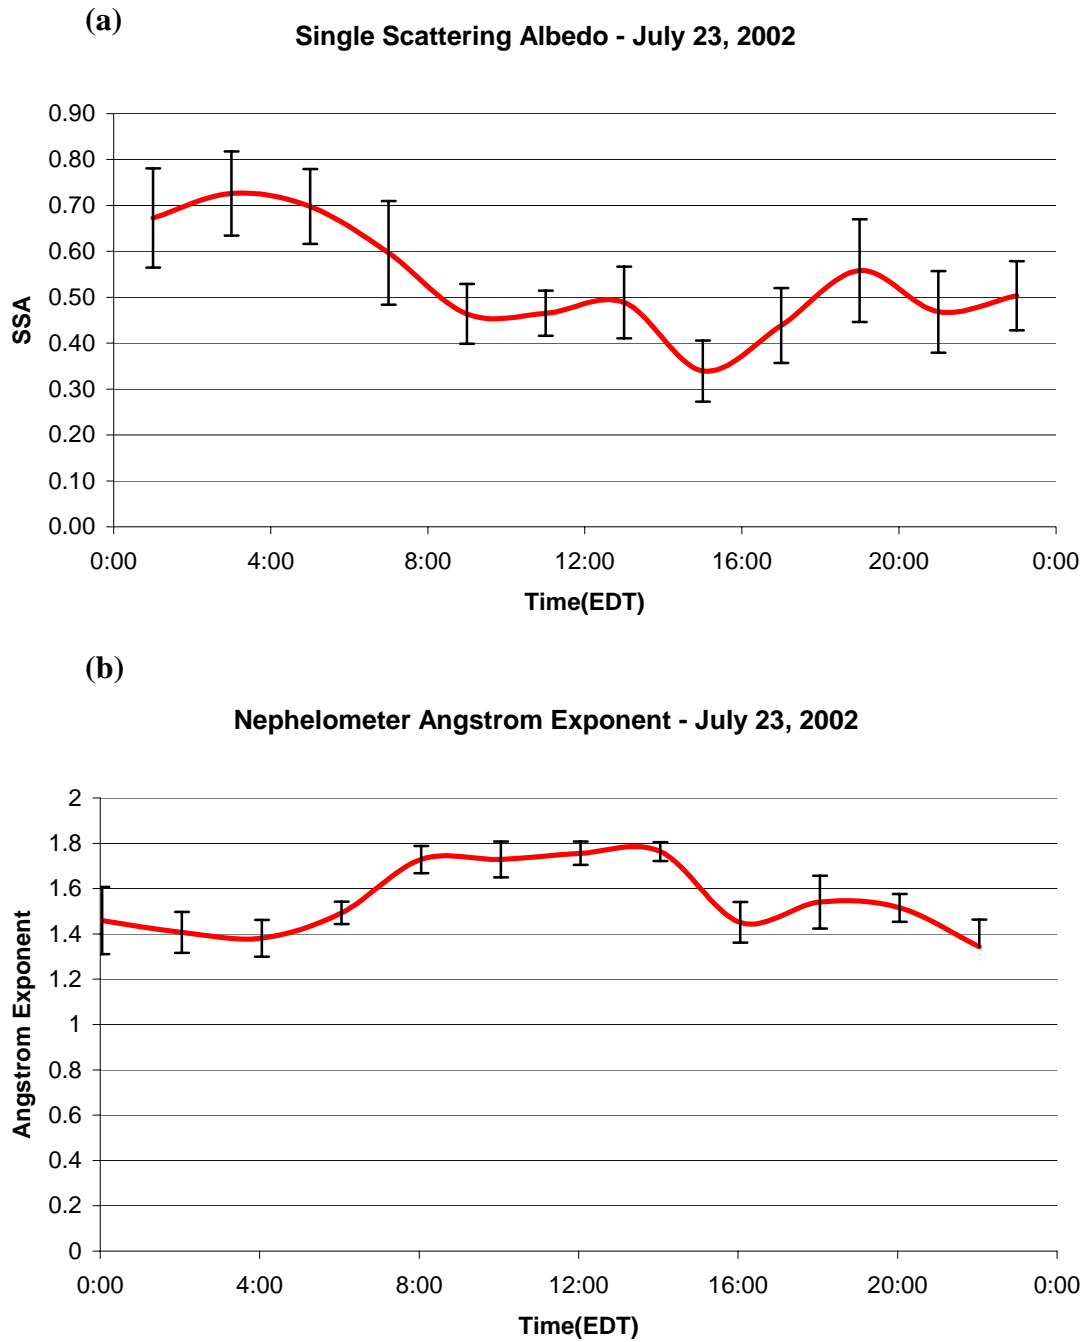 (a)
Single Scattering Albedo - July 23, 2002
0.90
0.80
0.70
0.60
0.50
0.40
0.30
0.20
0.10
0.00
SSA
0:00 4:00 8:00 12:00 16:00 20:00 0:00
Time(EDT)
(b)
Nephelometer Angstrom Exponent - July 23, 2002
2
1.8
1.6
1.4
1.2
1
0.8
0.6
0.4
0.2
0
Angstrom Exponent
0:00 4:00 8:00 12:00 16:00 20:00 0:00
Time(EDT)